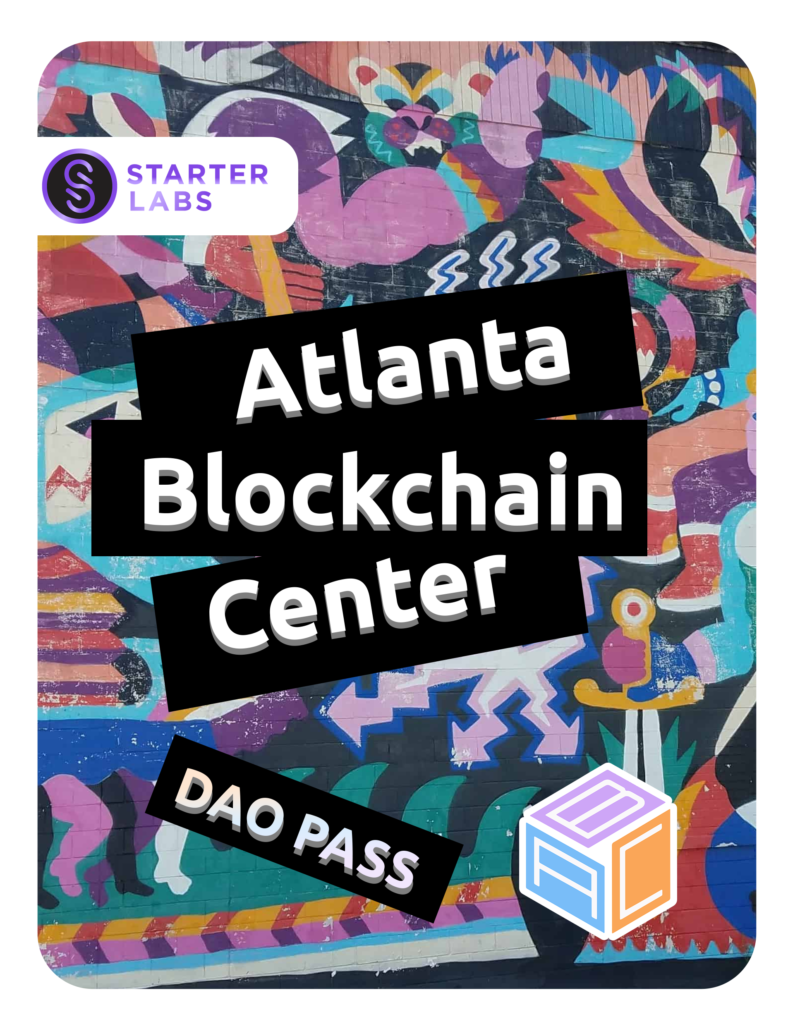 STARTER
LABS
Atlanta
Blockchain
Center
DAO PASS
B
A C